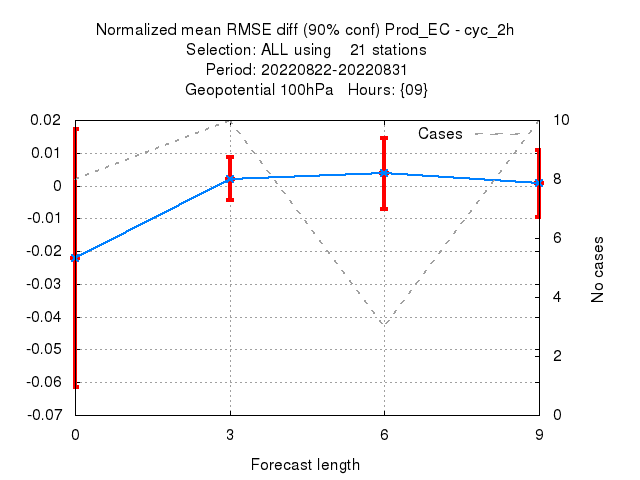 Normalized mean RMSE diff (90% conf) Prod_EC - cyc_2h
Selection: ALL using    21 stations
Period: 20220822-20220831
Geopotential 100hPa   Hours: {09}
Cases
0.02
0.01
0
-0.01
-0.02
-0.03
-0.04
-0.05
-0.06
-0.07
10
8
6
4
2
0
No cases
0
3
6
9
Forecast length